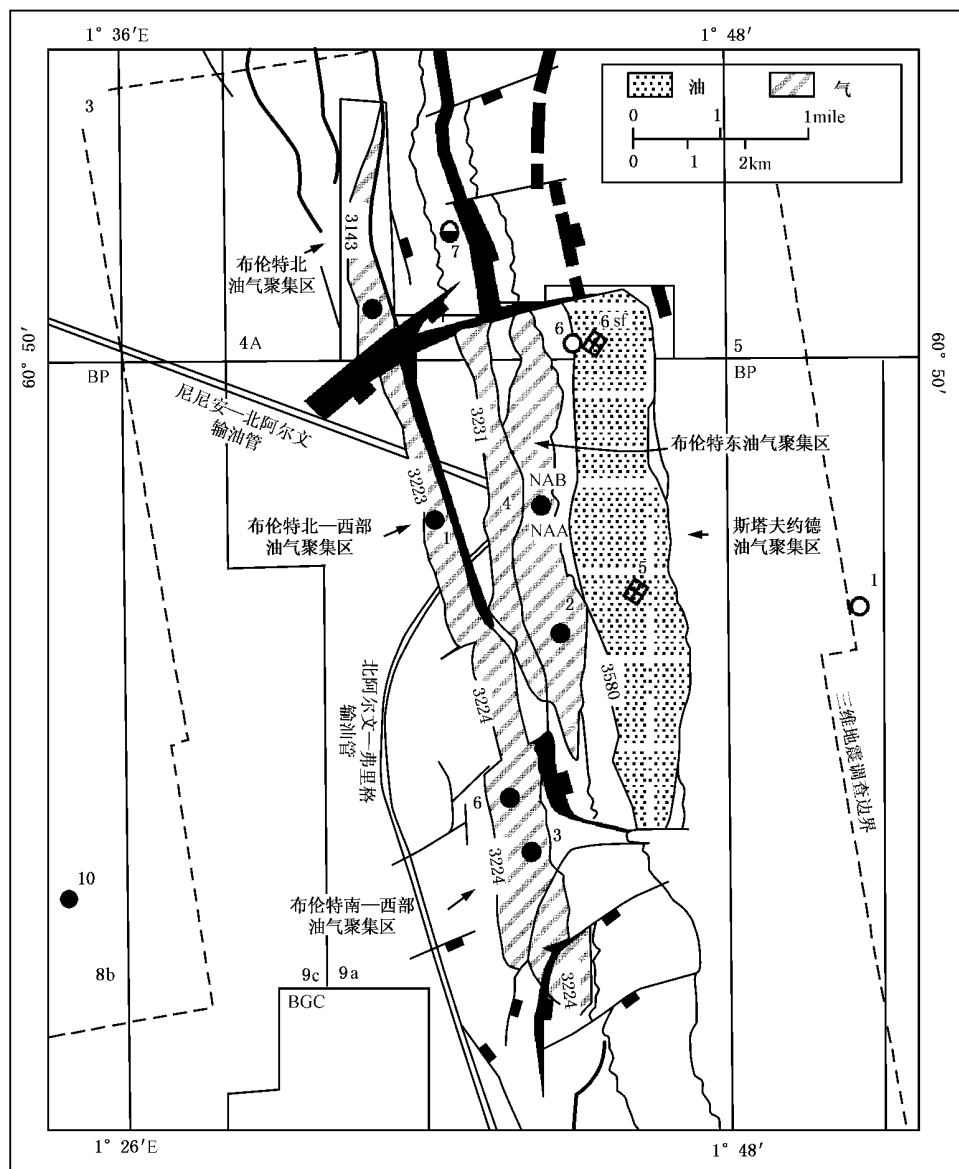 1° 36′E
1° 48′
3
油
气
0
1
1mile
0
1
2km
3143
布伦特北
油气聚集区
7
6
6 sf
60° 50′
4A
5
60° 50′
BP
BP
尼尼安—北阿尔文
输油管
3231
布伦特东油气聚集区
3223
NAB
4
NAA
布伦特北—西部
油气聚集区
1
斯塔夫约德
油气聚集区
5
1
2
3580
3224
北阿尔文—弗里格
输油管
三维地震调查边界
6
3
3224
10
布伦特南—西部
油气聚集区
8b
9c
9a
3224
BGC
1° 26′E
1° 48′